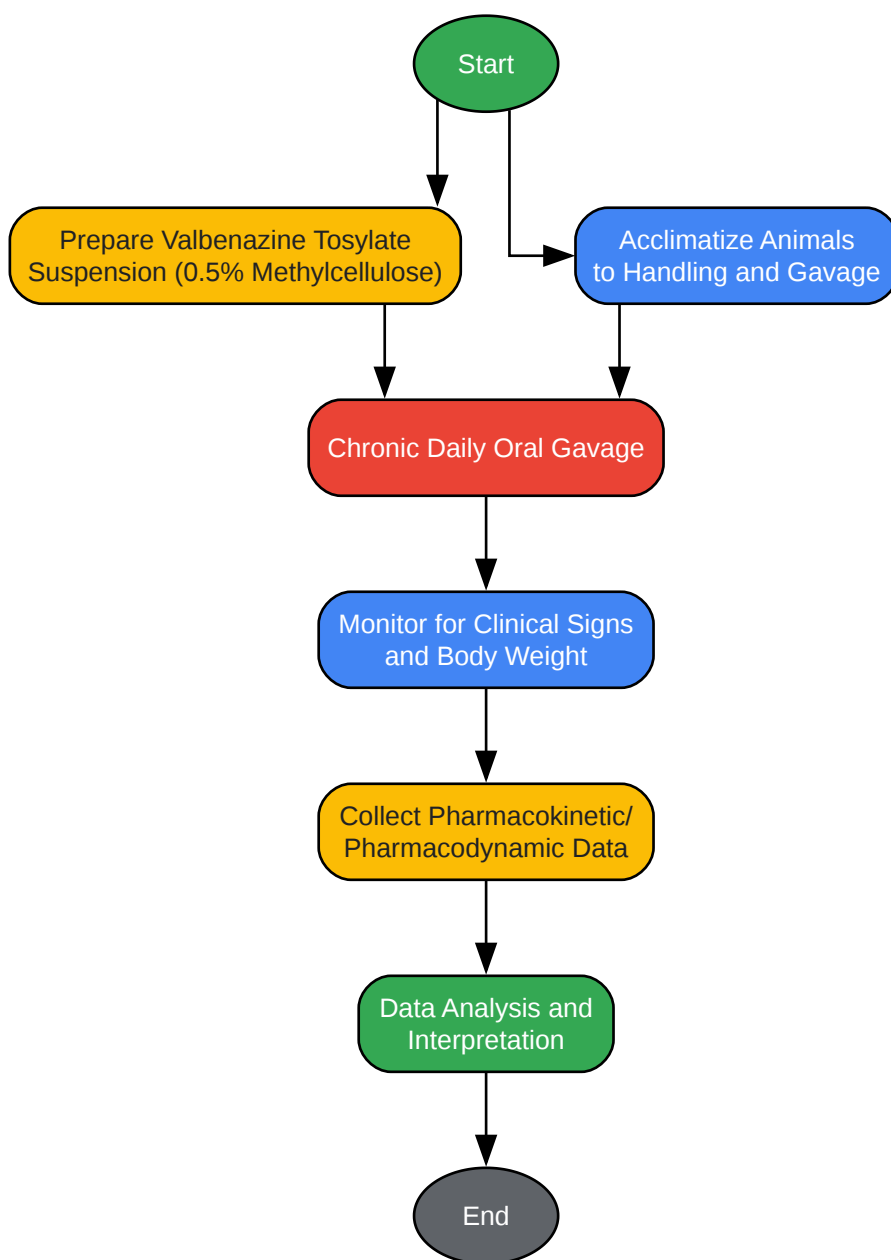 Start
Prepare Valbenazine Tosylate
Suspension (0.5% Methylcellulose)
Acclimatize Animals
to Handling and Gavage
Chronic Daily Oral Gavage
Monitor for Clinical Signs
and Body Weight
Collect Pharmacokinetic/
Pharmacodynamic Data
Data Analysis and
Interpretation
End